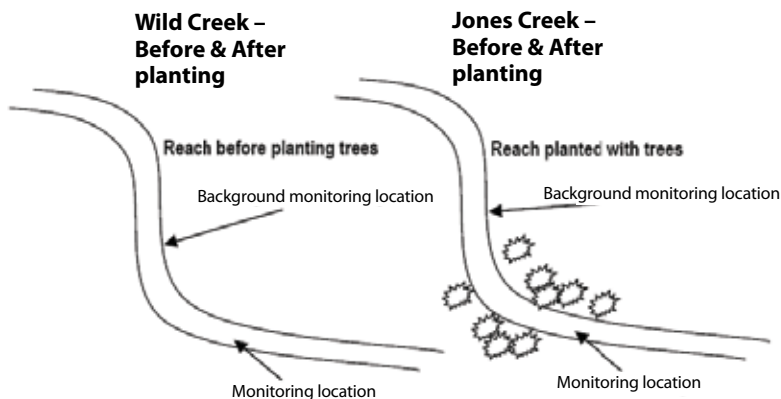 Wild Creek –
Before & After
planting
Reach before planting trees
Background monitoring location
Monitoring location
Jones Creek –
Before & After
planting
Reach planted with trees
Background monitoring location
Monitoring location